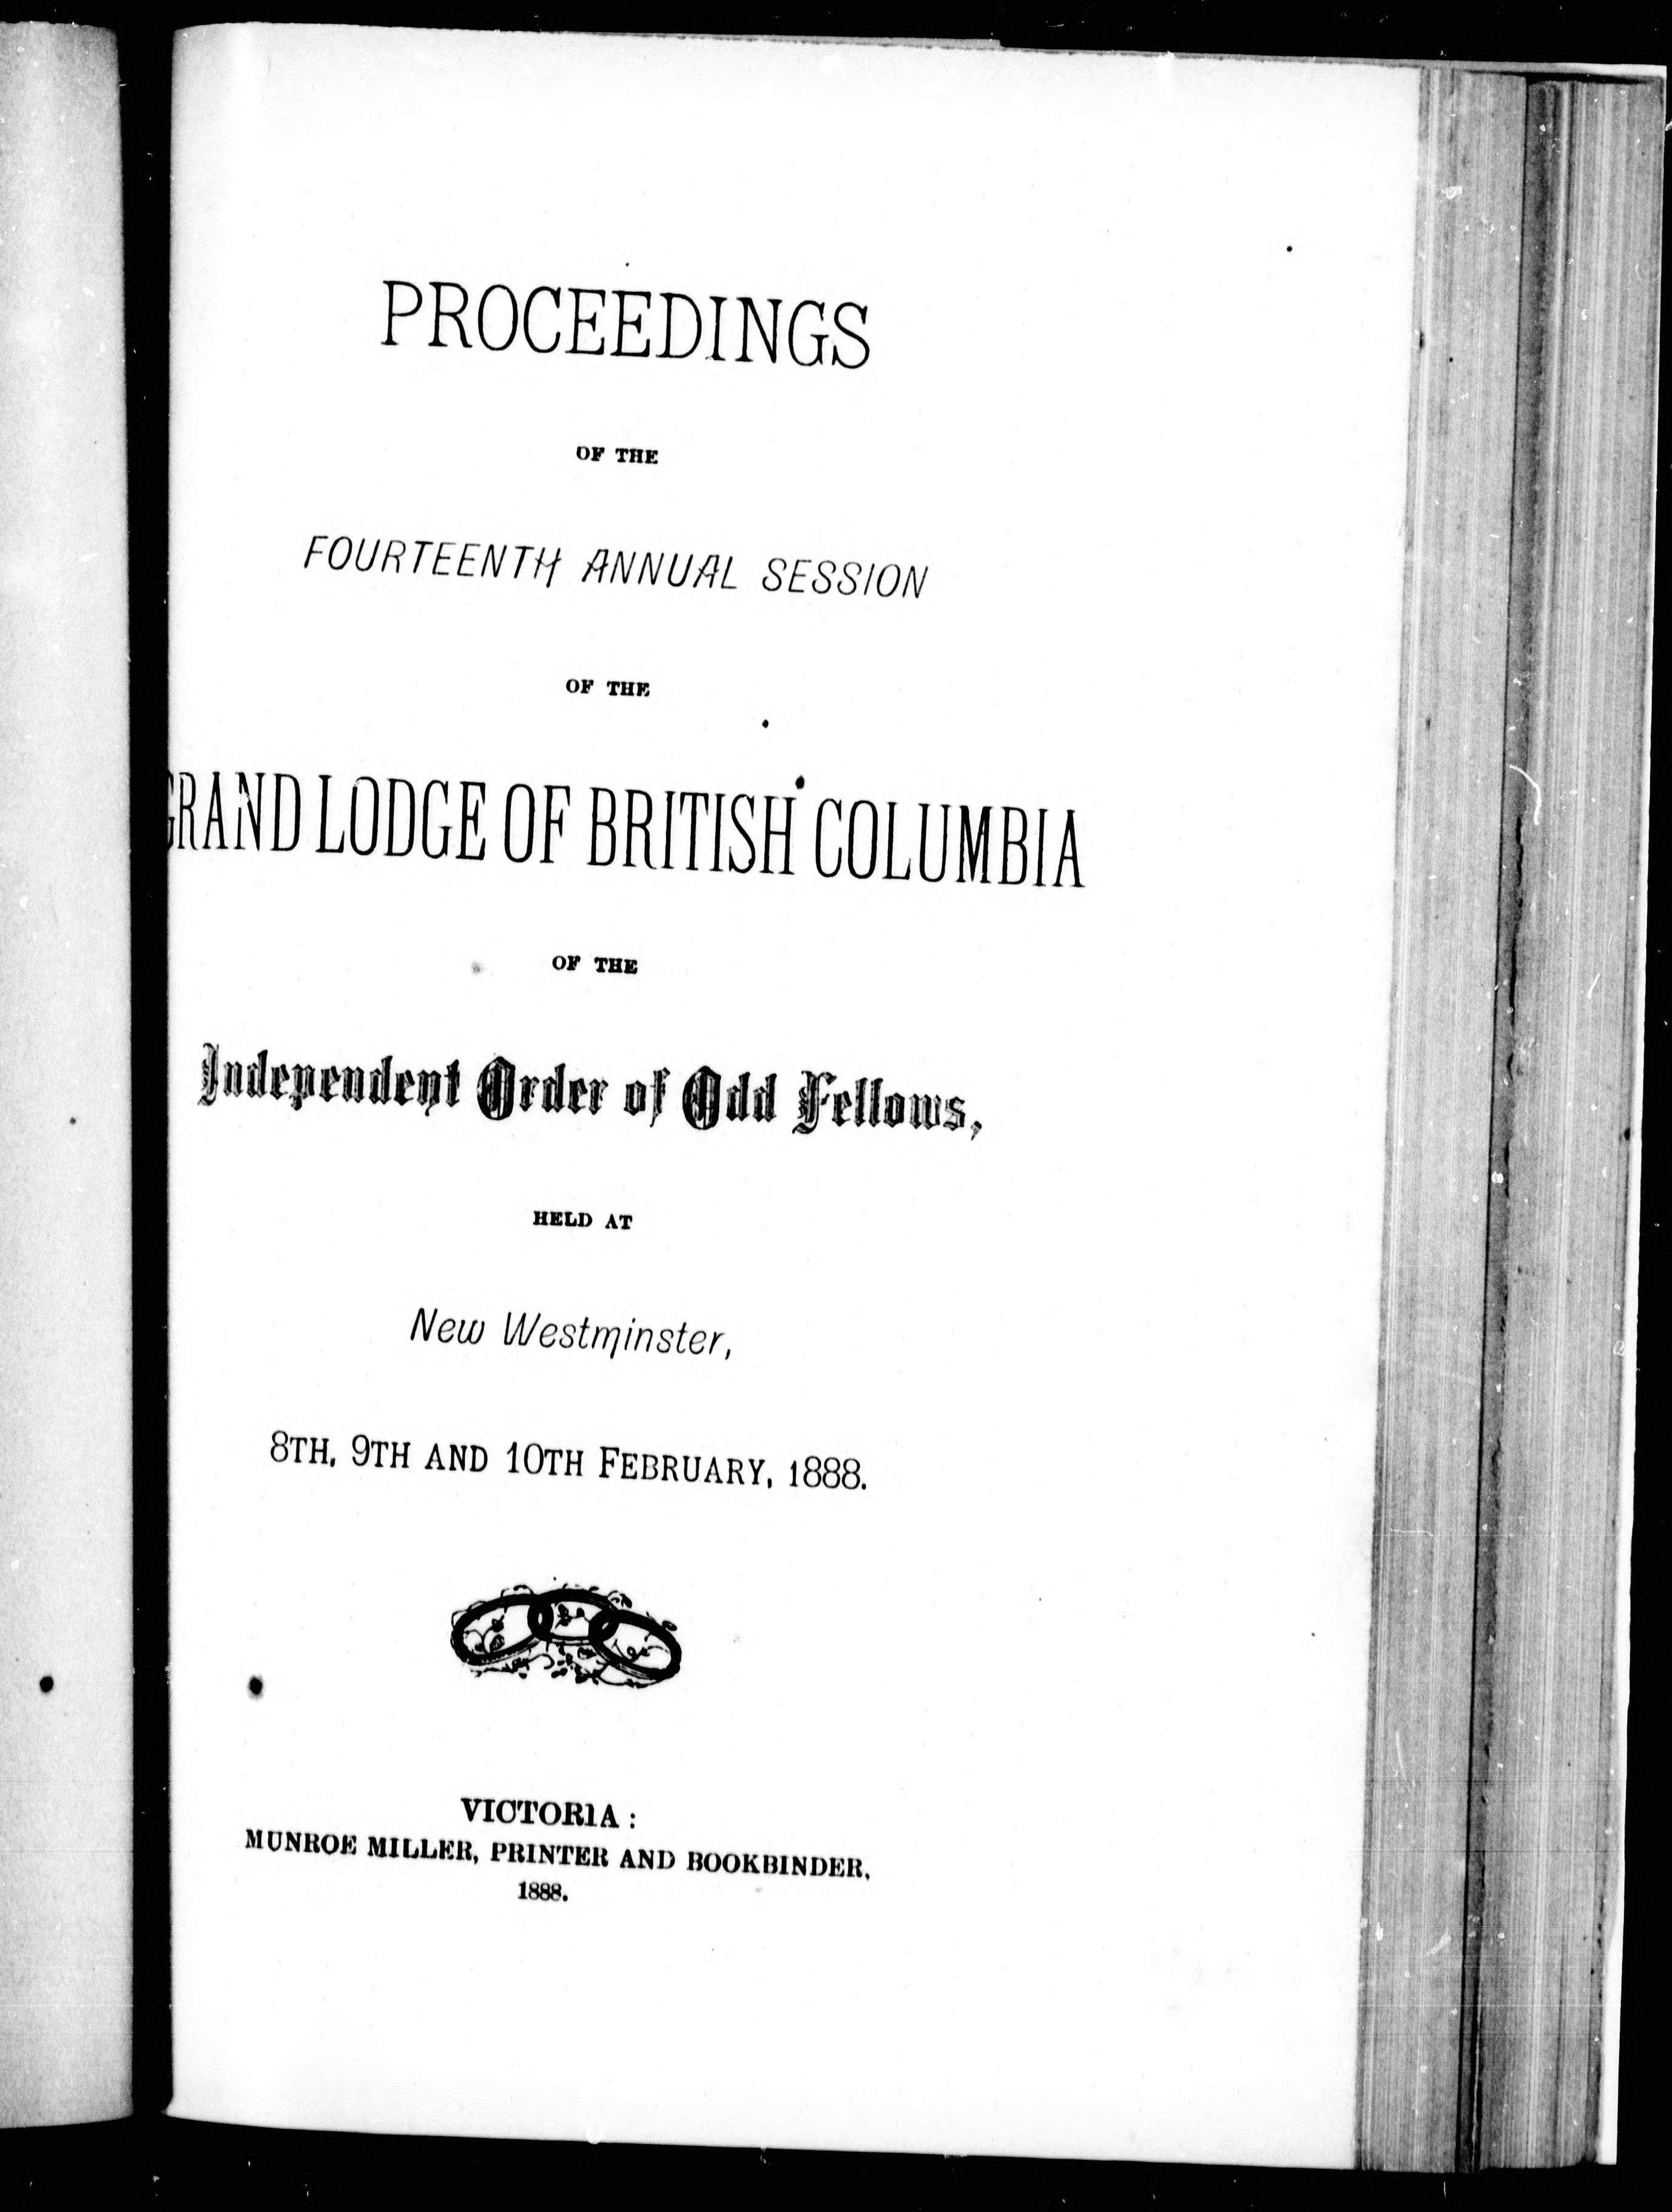 PROCEEDINGS
OF THE
FOURTEENTH ANNUAL SESSION
OF THE
GRAND LODGE OF BRITISH COLUMBIA
OF THE
Independent Order of Odd Fellows,
HELD AT
New Westminster,
8TH, 9TH AND 10TH FEBRUARY, 1888.
VICTORIA:
MUNROE MILLER, PRINTER AND BOOKBINDER,
1888.